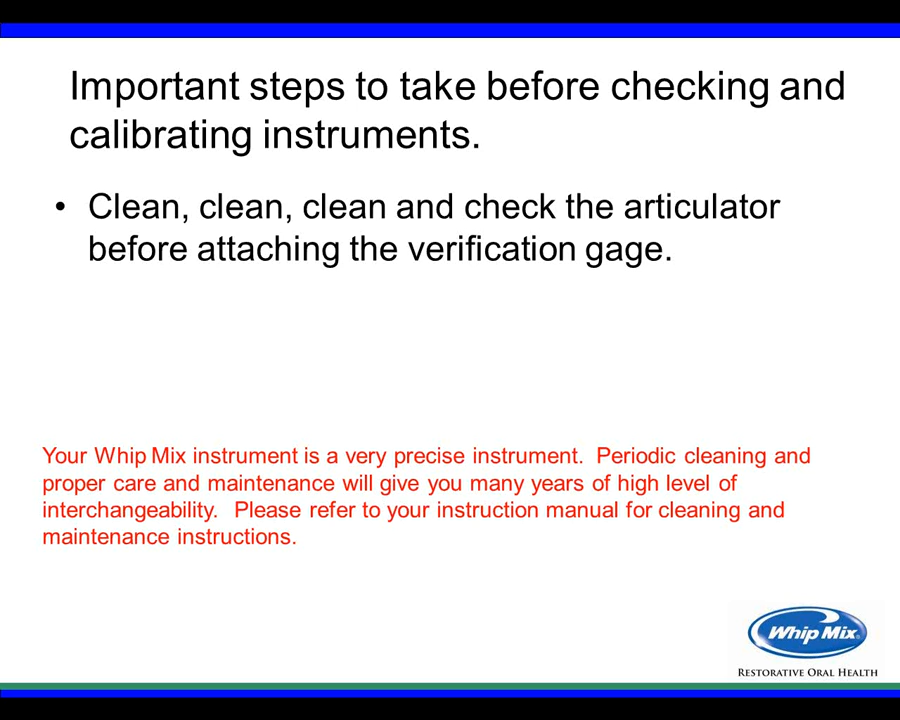 Important steps to take before checking and
calibrating instruments.
• Clean, clean, clean and check the articulator
before attaching the verification gage.
Your Whip Mix instrument is a very precise instrument.  Periodic cleaning and
proper care and maintenance will give you many years of high level of
interchangeability.  Please refer to your instruction manual for cleaning and
maintenance instructions.
Whip Mix®
RESTORATIVE ORAL HEALTH